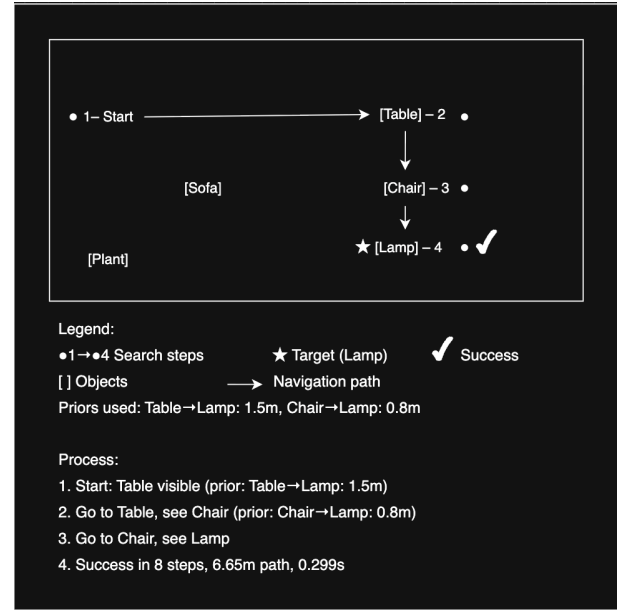 ● 1– Start ⟶ [Table] – 2 ●
[Sofa] [Chair] – 3 ●
★ [Lamp] – 4 ● ✔
[Plant]
Legend:
●1→●4 Search steps ★ Target (Lamp) ✔ Success
[ ] Objects ⟶ Navigation path
Priors used: Table→Lamp: 1.5m, Chair→Lamp: 0.8m
Process:
1. Start: Table visible (prior: Table→Lamp: 1.5m)
2. Go to Table, see Chair (prior: Chair→Lamp: 0.8m)
3. Go to Chair, see Lamp
4. Success in 8 steps, 6.65m path, 0.299s